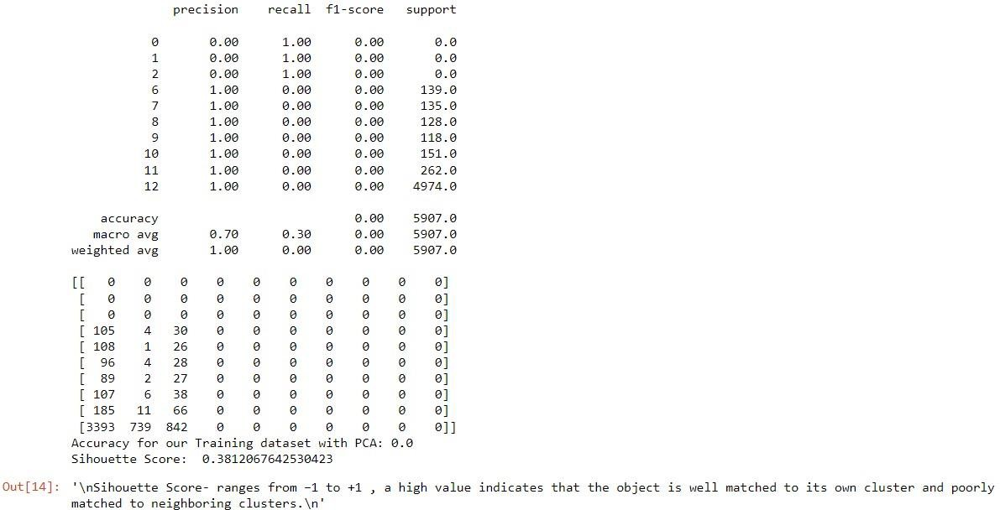 precision recall f1-score support
0 0.00 1.00 0.00 0.0
1 0.00 1.00 0.00 0.0
2 0.00 1.00 0.00 0.0
6 1.00 0.00 0.00 139.0
7 1.00 0.00 0.00 135.0
8 1.00 0.00 0.00 128.0
9 1.00 0.00 0.00 118.0
10 1.00 0.00 0.00 151.0
11 1.00 0.00 0.00 262.0
12 1.00 0.00 0.00 4974.0
accuracy 0.00 5907.0
macro avg 0.70 0.30 0.00 5907.0
weighted avg 1.00 0.00 0.00 5907.0
[[ 0 0 0 0 0 0 0 0 0 0]
[ 0 0 0 0 0 0 0 0 0 0]
[ 0 0 0 0 0 0 0 0 0 0]
[ 105 4 30 0 0 0 0 0 0 0]
[ 108 1 26 0 0 0 0 0 0 0]
[ 96 4 28 0 0 0 0 0 0 0]
[ 89 2 27 0 0 0 0 0 0 0]
[ 107 6 38 0 0 0 0 0 0 0]
[ 185 11 66 0 0 0 0 0 0 0]
[3393 739 842 0 0 0 0 0 0 0]]
Accuracy for our Training dataset with PCA: 0.0
Sihouette Score: 0.3812067642530423
Out[14]: '\nSihouette Score- ranges from −1 to +1 , a high value indicates that the object is well matched to its own cluster and poorly
matched to neighboring clusters.\n'